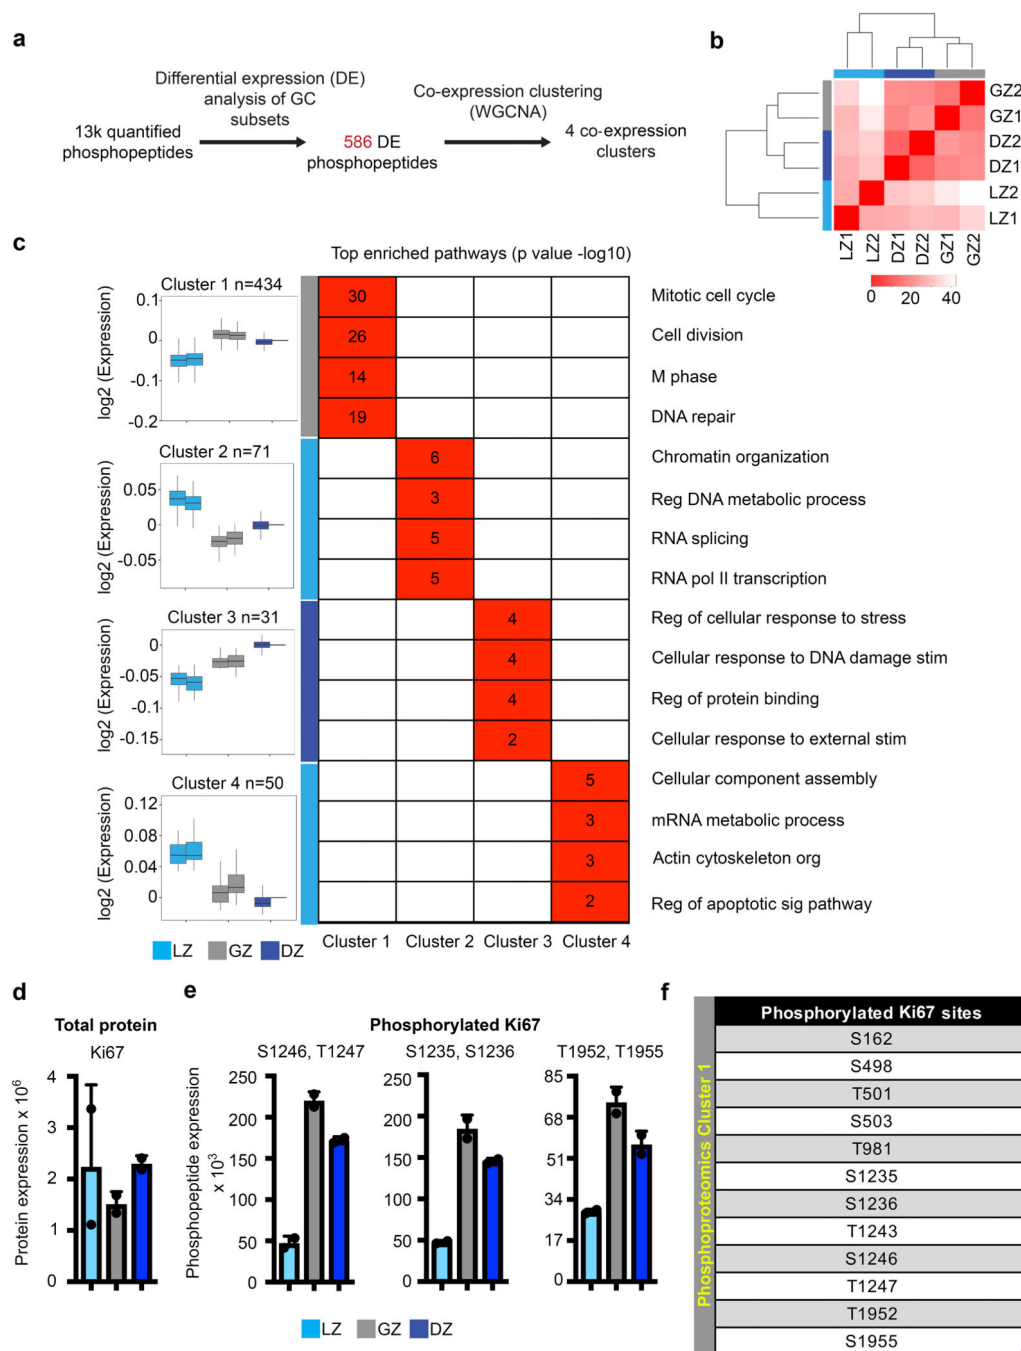 a
Differential expression (DE)
analysis of GC
subsets
Co-expression clustering
(WGCNA)
13k quantified
phosphopeptides
586 DE
phosphopeptides
4 co-expression
clusters
b
GZ2
GZ1
DZ2
DZ1
LZ2
LZ1
LZ1
LZ2
DZ1
DZ2
GZ1
GZ2
0 20 40
c
Top enriched pathways (p value -log10)
Cluster 1 n=434
log2 (Expression)
0.1
0
-0.1
-0.2
30 Mitotic cell cycle
26 Cell division
14 M phase
19 DNA repair
Cluster 2 n=71
log2 (Expression)
0.05
0
-0.05
6 Chromatin organization
3 Reg DNA metabolic process
5 RNA splicing
5 RNA pol II transcription
Cluster 3 n=31
log2 (Expression)
0
-0.05
-0.1
-0.15
4 Reg of cellular response to stress
4 Cellular response to DNA damage stim
4 Reg of protein binding
2 Cellular response to external stim
Cluster 4 n=50
log2 (Expression)
0.12
0.08
0.04
0
5 Cellular component assembly
3 mRNA metabolic process
3 Actin cytoskeleton org
2 Reg of apoptotic sig pathway
LZ GZ DZ
Cluster 1 Cluster 2 Cluster 3 Cluster 4
d
Total protein
Ki67
Protein expression x 10⁶
4
3
2
1
0
e
Phosphorylated Ki67
Phosphopeptide expression
x 10³
S1246, T1247
250
200
150
100
50
0
S1235, S1236
250
200
150
100
50
0
T1952, T1955
85
68
51
34
17
0
LZ GZ DZ
f
Phosphoproteomics Cluster 1
Phosphorylated Ki67 sites
S162
S498
T501
S503
T981
S1235
S1236
T1243
S1246
T1247
T1952
S1955